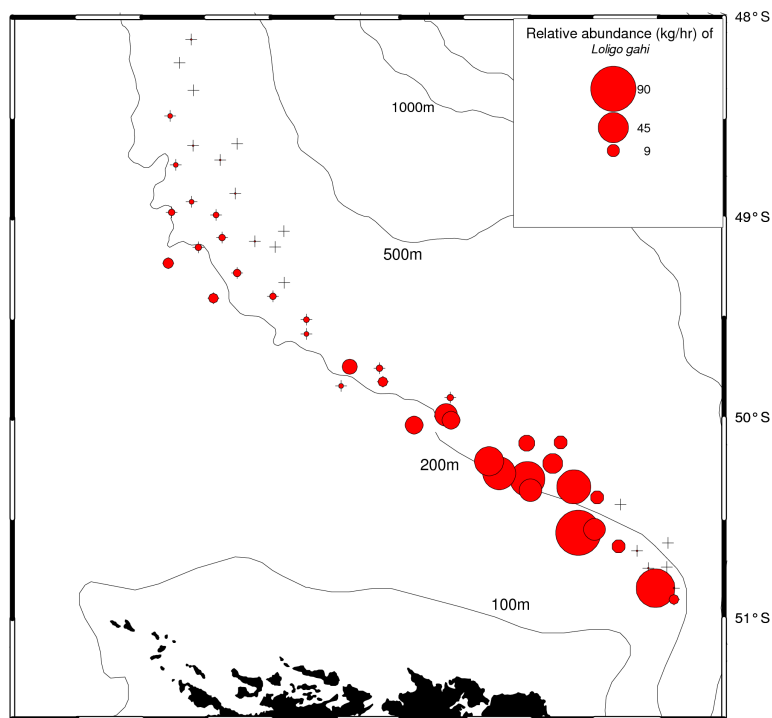 48° S
Relative abundance (kg/hr) of
Loligo gahi
90
1000m
45
9
49° S
500m
50° S
200m
100m
51° S